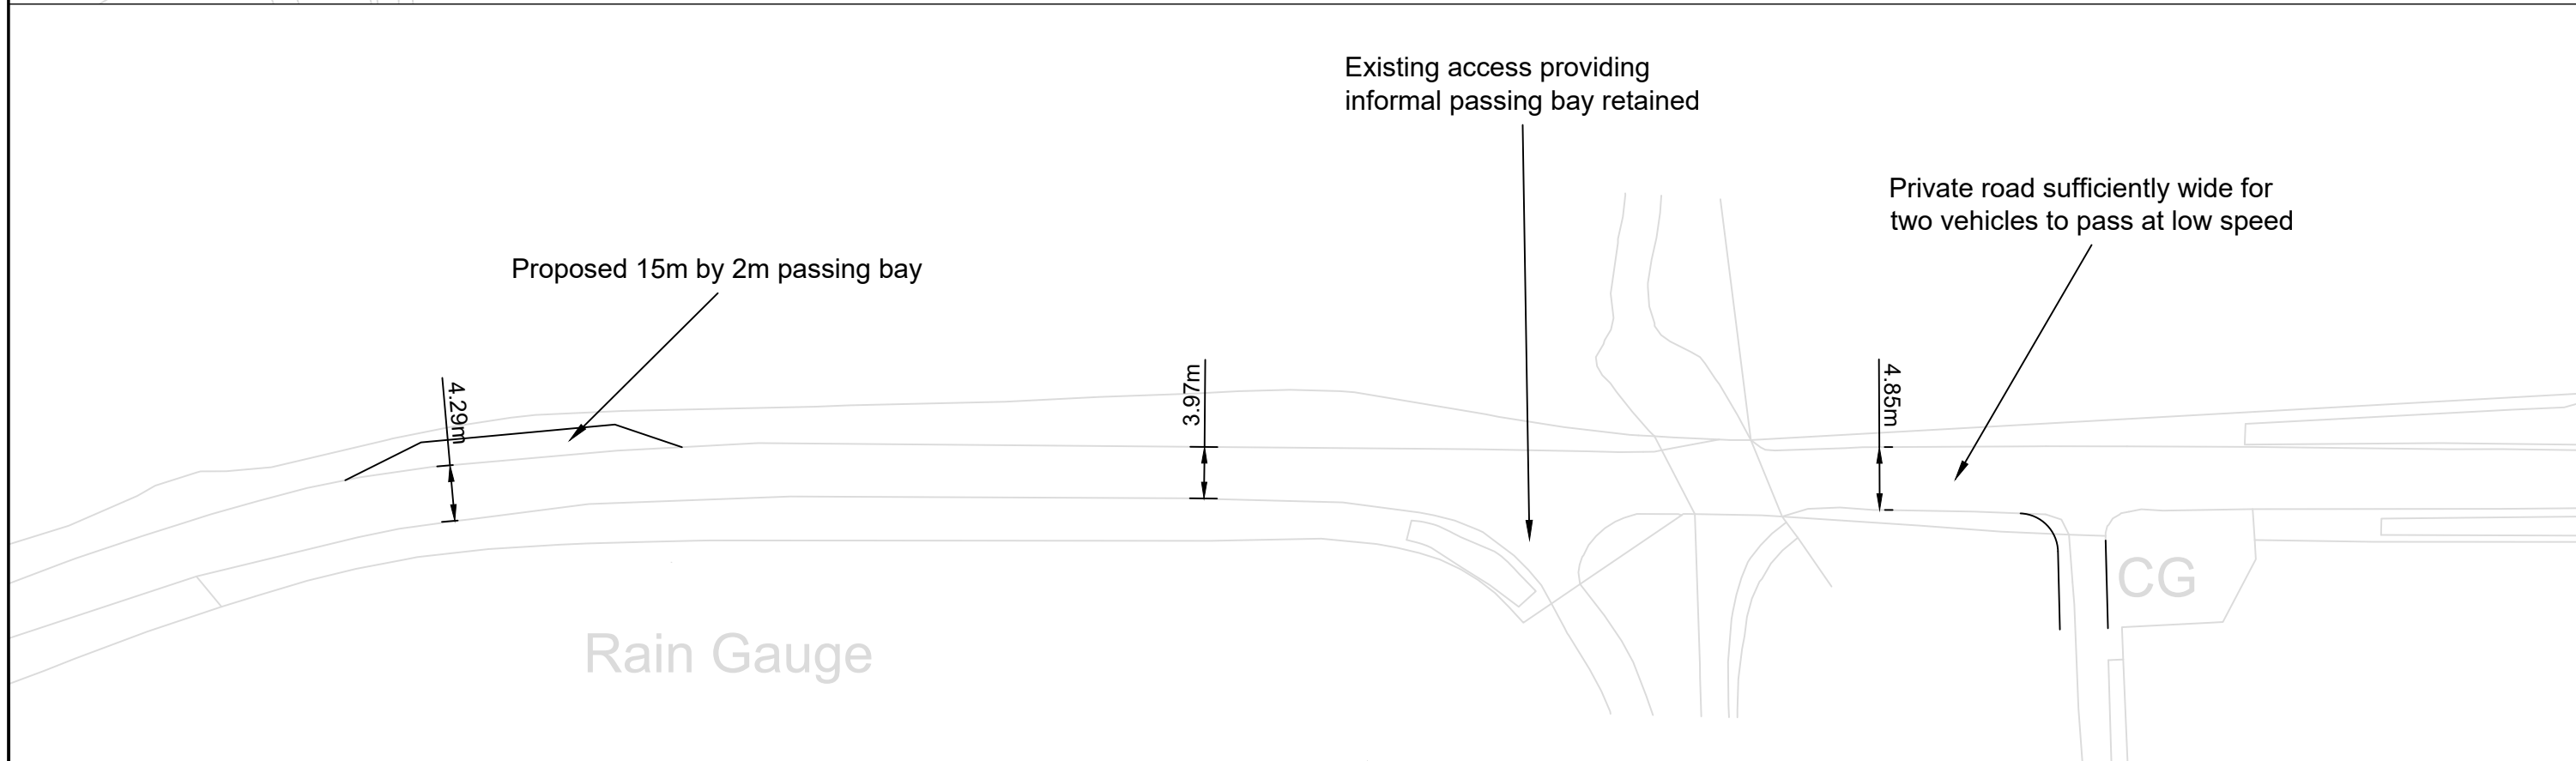 Existing access providing
informal passing bay retained
Private road sufficiently wide for
two vehicles to pass at low speed
Proposed 15m by 2m passing bay
4.29m
3.97m
4.85m
CG
Rain Gauge